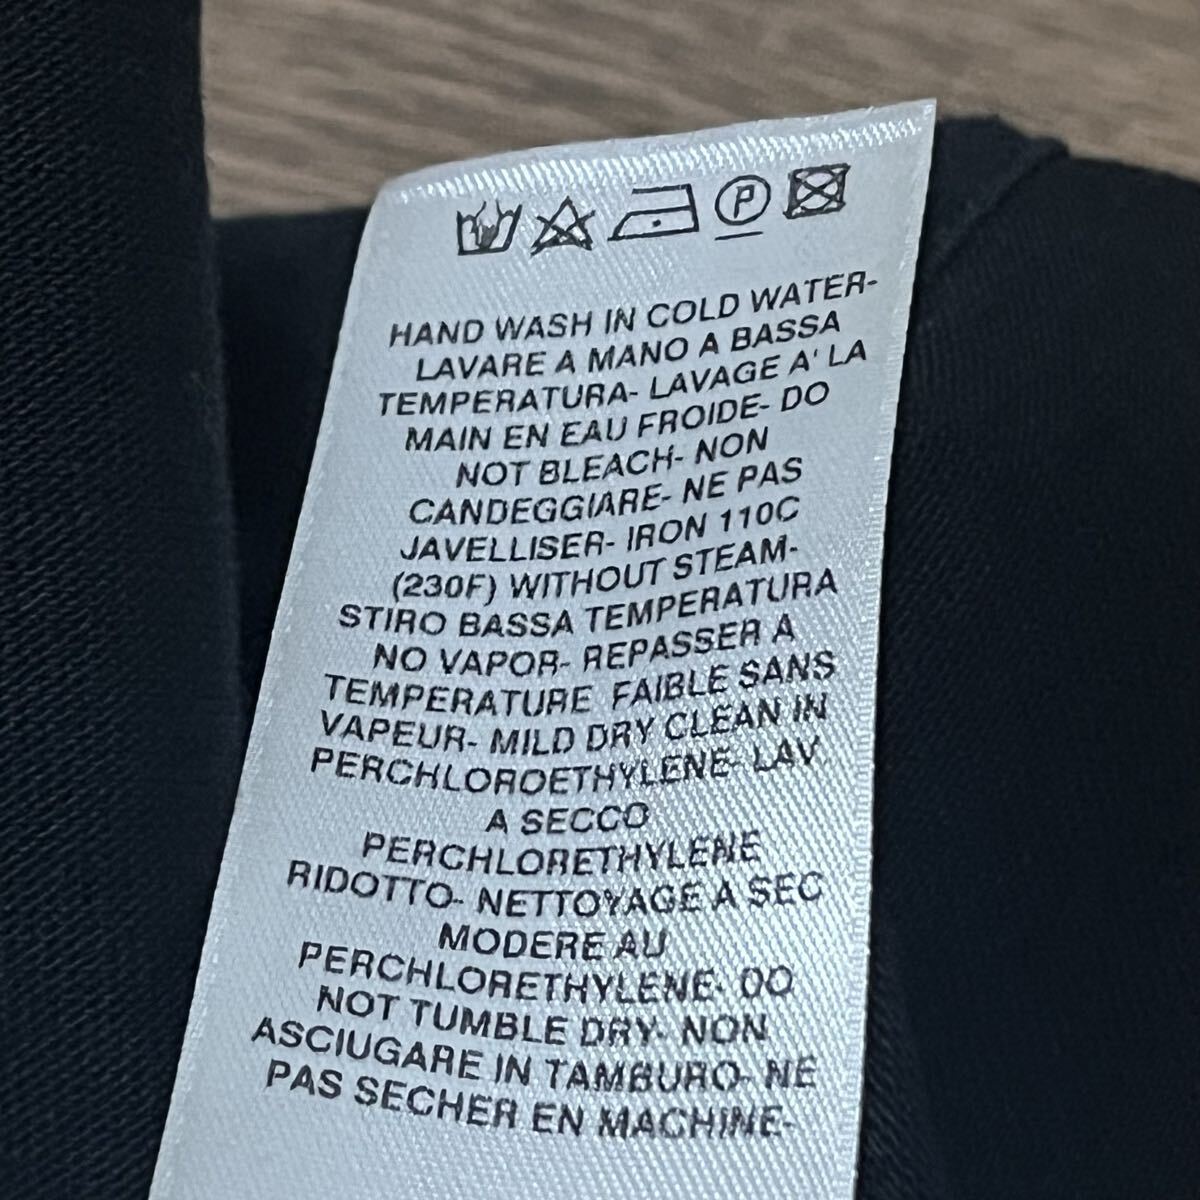 P
HAND WASH IN COLD WATER-
LAVARE A MANO A BASSA
TEMPERATURA- LAVAGE A' LA
MAIN EN EAU FROIDE- DO
NOT BLEACH- NON
CANDEGGIARE- NE PAS
JAVELLISER- IRON 110C
(230F) WITHOUT STEAM-
STIRO BASSA TEMPERATURA
NO VAPOR- REPASSER A
TEMPERATURE FAIBLE SANS
VAPEUR- MILD DRY CLEAN IN
PERCHLOROETHYLENE- LAV
A SECCO
PERCHLORETHYLENE
RIDOTTO- NETTOYAGE A SEC
MODERE AU
PERCHLORETHYLENE- DO
NOT TUMBLE DRY- NON
ASCIUGARE IN TAMBURO- NE
PAS SECHER EN MACHINE-